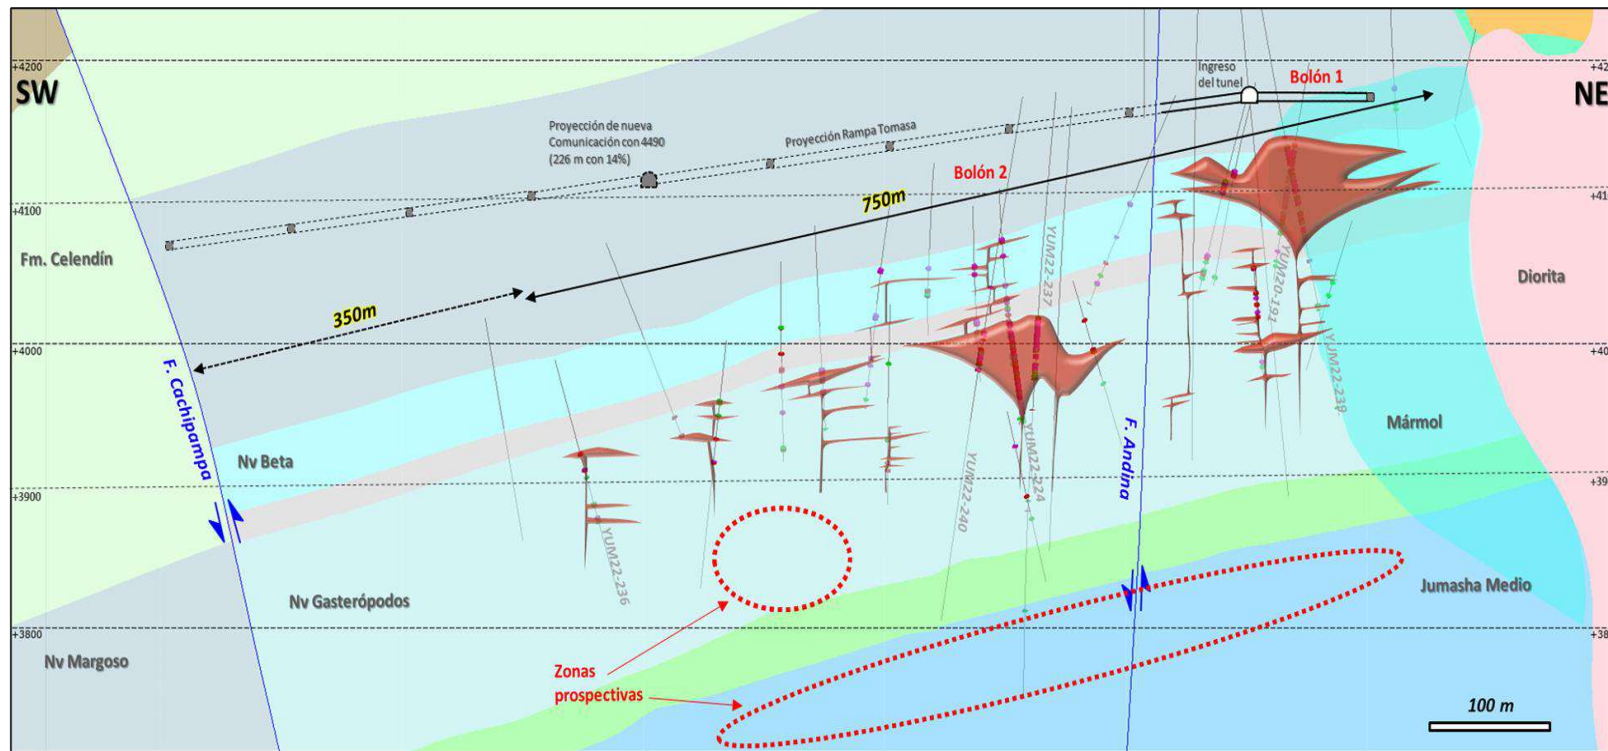 +4200
SW
Ingreso
del tunel
Bolón 1
NE
Proyección de nueva
Comunicación con 4490
(226 m con 14%)
Proyección Rampa Tomasa
Bolón 2
750m
+4100
Fm. Celendín
YUM22-237
YUM20-191
Diorita
350m
+4000
F. Cachipampa
YUM22-239
Mármol
F. Andina
Nv Beta
YUM22-240
YUM22-224
+3900
YUM22-236
Nv Gasterópodos
Jumasha Medio
+3800
Nv Margoso
Zonas
prospectivas
100 m